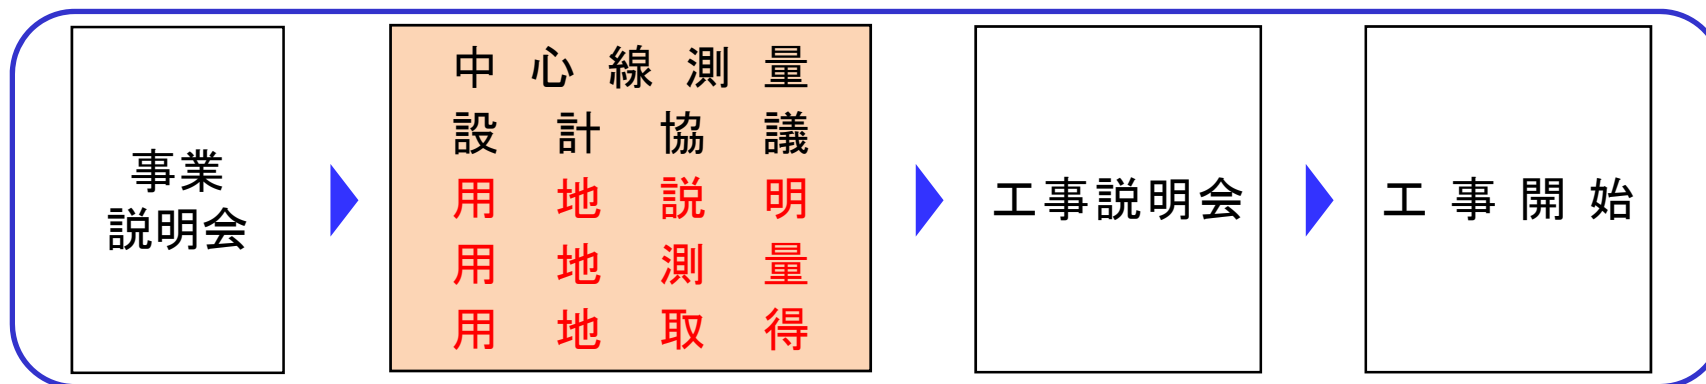 事業
説明会
中心線測量
設計協議
用地説明
用地測量
用地取得
工事説明会
工事開始